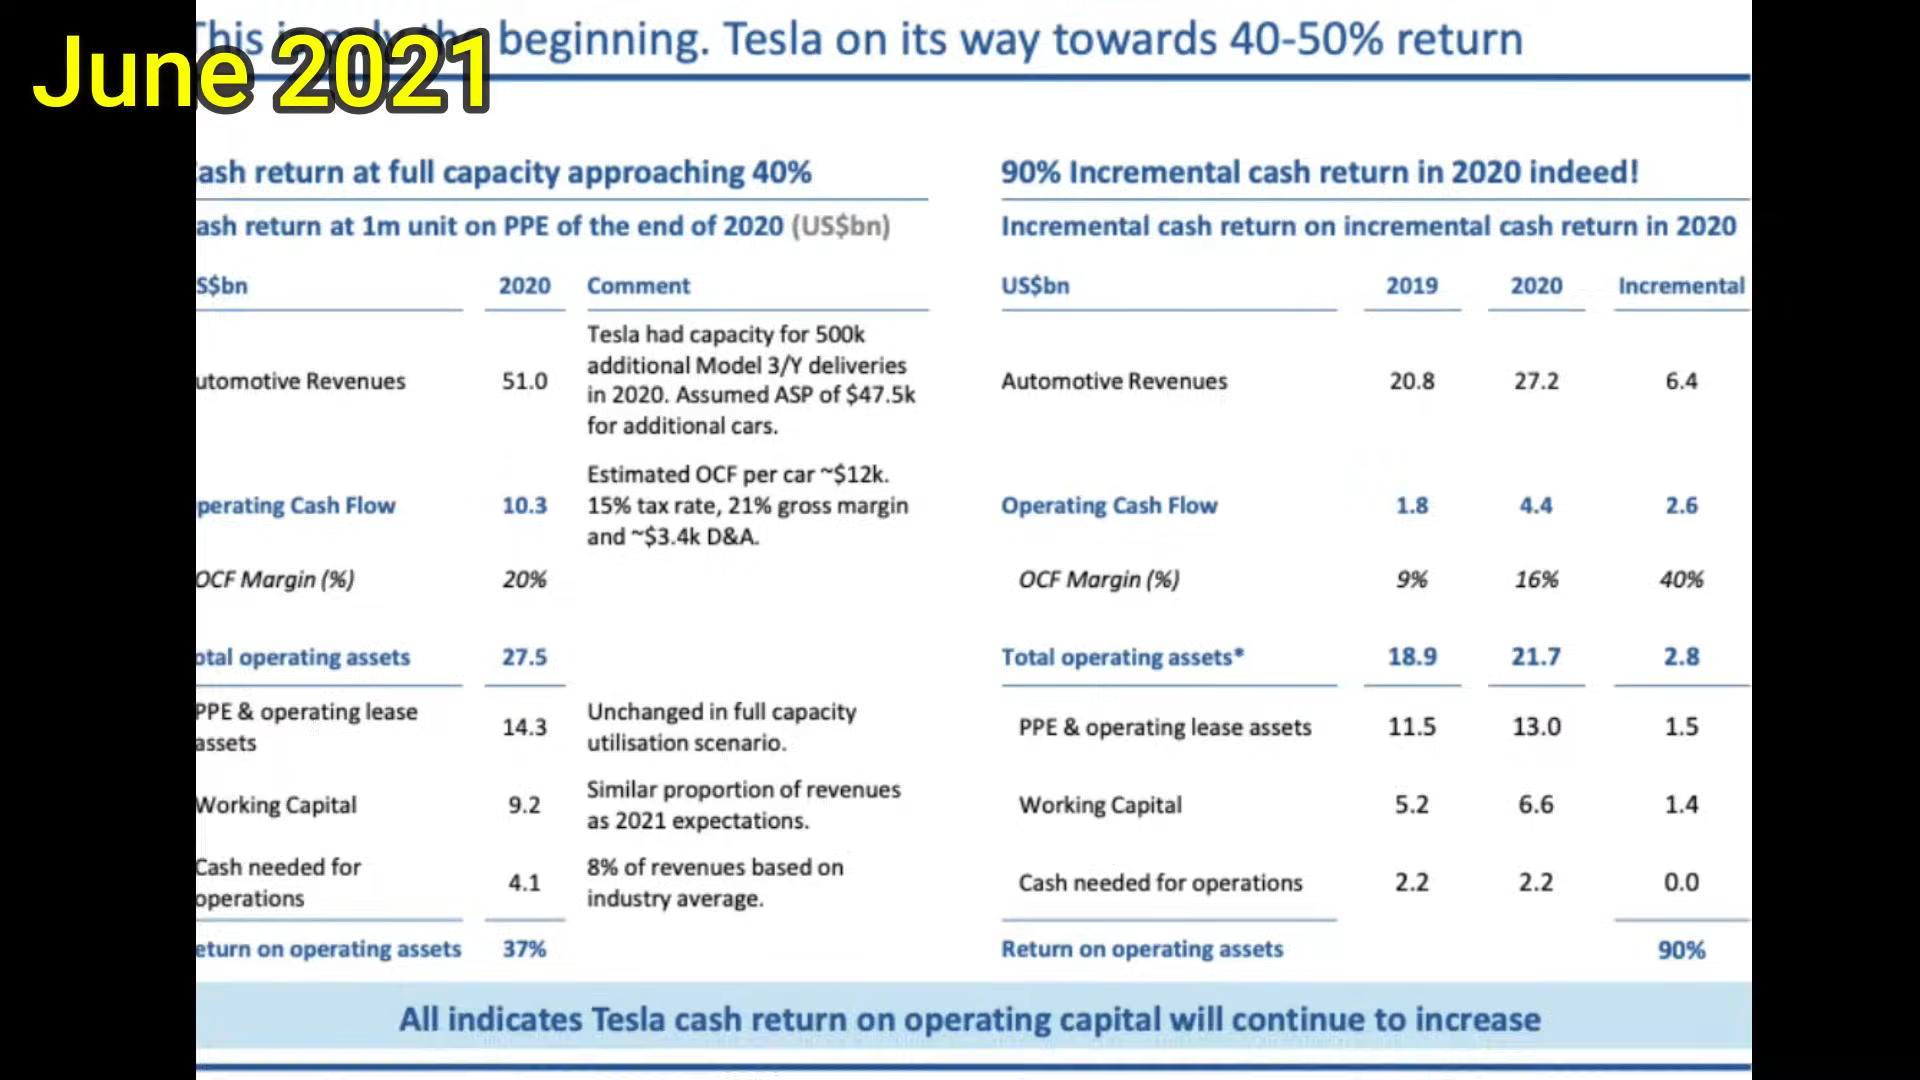 June 2021
beginning. Tesla on its way towards 40-50% return
ash return at full capacity approaching 40%
90% Incremental cash return in 2020 indeed!
ash return at 1m unit on PPE of the end of 2020 (US$bn)
Incremental cash return on incremental cash return in 2020
S$bn 2020 Comment
US$bn 2019 2020 Incremental
Tesla had capacity for 500k
additional Model 3/Y deliveries
utomotive Revenues 51.0
in 2020. Assumed ASP of $47.5k
for additional cars.
Automotive Revenues 20.8 27.2 6.4
Estimated OCF per car ~$12k.
perating Cash Flow 10.3 15% tax rate, 21% gross margin
and ~$3.4k D&A.
Operating Cash Flow 1.8 4.4 2.6
OCF Margin (%) 20%
OCF Margin (%) 9% 16% 40%
otal operating assets 27.5
Total operating assets* 18.9 21.7 2.8
PPE & operating lease
assets
14.3
Unchanged in full capacity
utilisation scenario.
PPE & operating lease assets 11.5 13.0 1.5
Working Capital 9.2
Similar proportion of revenues
as 2021 expectations.
Working Capital 5.2 6.6 1.4
Cash needed for
operations
4.1
8% of revenues based on
industry average.
Cash needed for operations 2.2 2.2 0.0
eturn on operating assets 37%
Return on operating assets 90%
All indicates Tesla cash return on operating capital will continue to increase